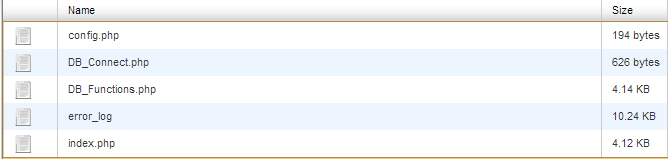 Name Size
config.php 194 bytes
DB_Connect.php 626 bytes
DB_Functions.php 4.14 KB
error_log 10.24 KB
index.php 4.12 KB